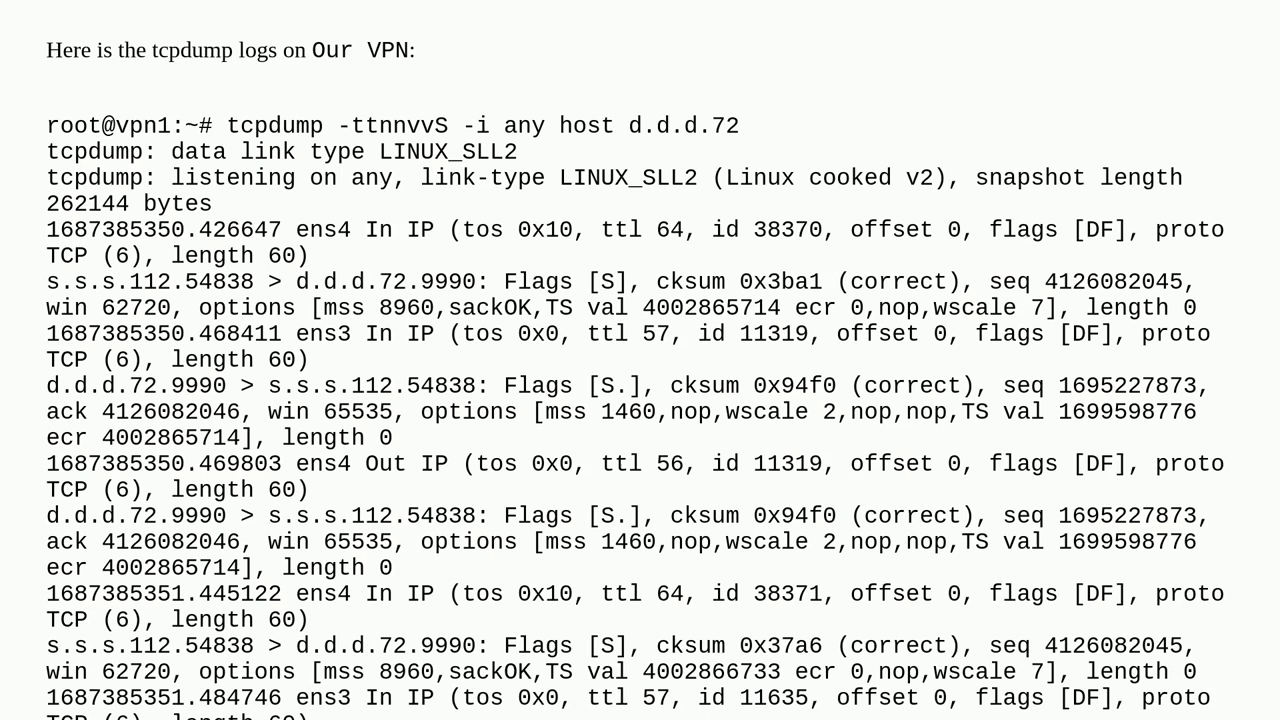 Here is the tcpdump logs on Our VPN:
root@vpn1:~# tcpdump -ttnnvvS -i any host d.d.d.72
tcpdump: data link type LINUX_SLL2
tcpdump: listening on any, link-type LINUX_SLL2 (Linux cooked v2), snapshot length
262144 bytes
1687385350.426647 ens4 In IP (tos 0x10, ttl 64, id 38370, offset 0, flags [DF], proto
TCP (6), length 60)
s.s.s.112.54838 > d.d.d.72.9990: Flags [S], cksum 0x3ba1 (correct), seq 4126082045,
win 62720, options [mss 8960,sackOK,TS val 4002865714 ecr 0,nop,wscale 7], length 0
1687385350.468411 ens3 In IP (tos 0x0, ttl 57, id 11319, offset 0, flags [DF], proto
TCP (6), length 60)
d.d.d.72.9990 > s.s.s.112.54838: Flags [S.], cksum 0x94f0 (correct), seq 1695227873,
ack 4126082046, win 65535, options [mss 1460,nop,wscale 2,nop,nop,TS val 1699598776
ecr 4002865714], length 0
1687385350.469803 ens4 Out IP (tos 0x0, ttl 56, id 11319, offset 0, flags [DF], proto
TCP (6), length 60)
d.d.d.72.9990 > s.s.s.112.54838: Flags [S.], cksum 0x94f0 (correct), seq 1695227873,
ack 4126082046, win 65535, options [mss 1460,nop,wscale 2,nop,nop,TS val 1699598776
ecr 4002865714], length 0
1687385351.445122 ens4 In IP (tos 0x10, ttl 64, id 38371, offset 0, flags [DF], proto
TCP (6), length 60)
s.s.s.112.54838 > d.d.d.72.9990: Flags [S], cksum 0x37a6 (correct), seq 4126082045,
win 62720, options [mss 8960,sackOK,TS val 4002866733 ecr 0,nop,wscale 7], length 0
1687385351.484746 ens3 In IP (tos 0x0, ttl 57, id 11635, offset 0, flags [DF], proto
TCP (6), length 60)